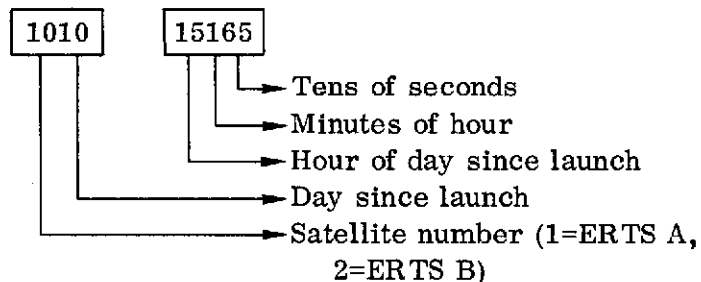 1010 15165
Tens of seconds
Minutes of hour
Hour of day since launch
Day since launch
Satellite number (1=ERTS A,
2=ERTS B)